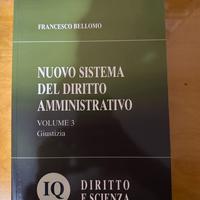 FRANCESCO BELLOMO
NUOVO SISTEMA
DEL DIRITTO
AMMINISTRATIVO
VOLUME 3
Giustizia
IQ
DIRITTO
E SCIENZA